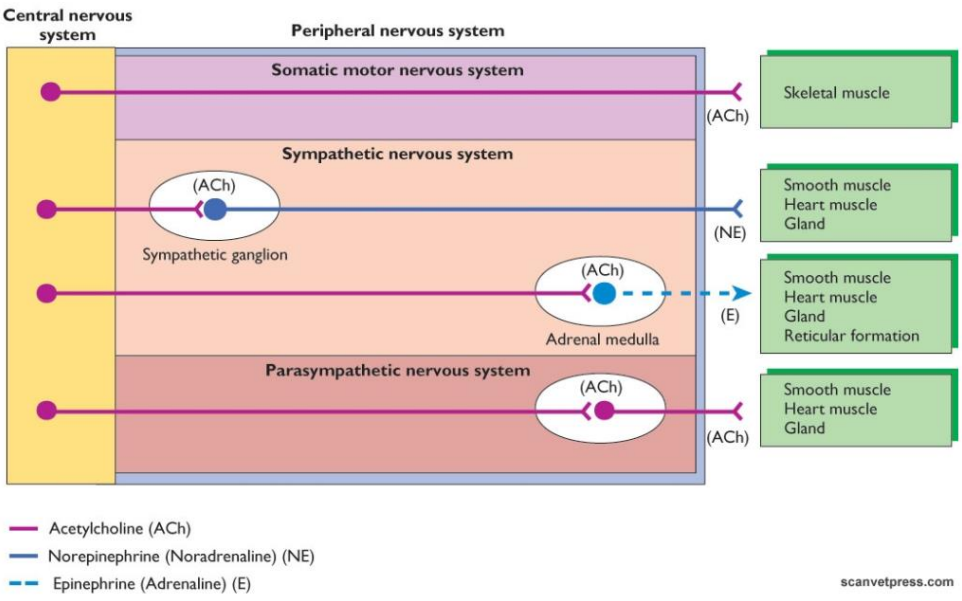 Central nervous
system
Peripheral nervous system
Somatic motor nervous system
(ACh)
Skeletal muscle
Sympathetic nervous system
(ACh)
Sympathetic ganglion
(NE)
Smooth muscle
Heart muscle
Gland
(ACh)
Adrenal medulla
(E)
Smooth muscle
Heart muscle
Gland
Reticular formation
Parasympathetic nervous system
(ACh)
(ACh)
Smooth muscle
Heart muscle
Gland
Acetylcholine (ACh)
Norepinephrine (Noradrenaline) (NE)
Epinephrine (Adrenaline) (E)
scanvetpress.com